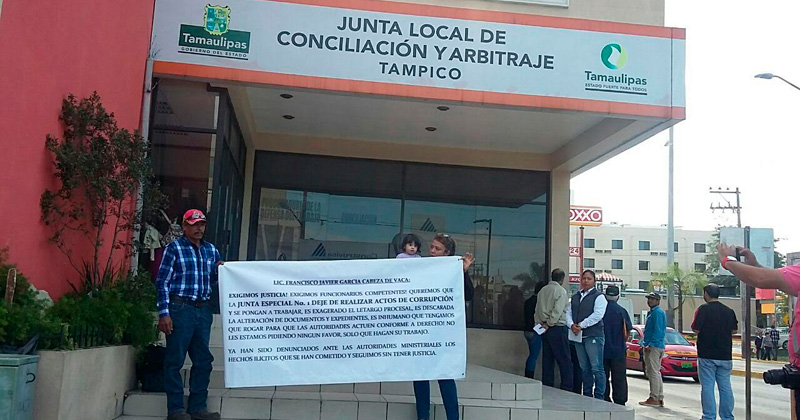 Tamaulipas
GOBIERNO DEL ESTADO
JUNTA LOCAL DE
CONCILIACIÓN Y ARBITRAJE
TAMPICO
Tamaulipas
ESTADO FUERTE PARA TODOS
OXXO
LIC. FRANCISCO JAVIER GARCIA CABEZA DE VACA:
EXIGIMOS JUSTICIA! EXIGIMOS FUNCIONARIOS COMPETENTES! QUEREMOS QUE
LA JUNTA ESPECIAL No. 1 DEJE DE REALIZAR ACTOS DE CORRUPCIÓN
Y SE PONGAN A TRABAJAR, ES EXAGERADO EL LETARGO PROCESAL, ES DESCARADA
LA ALTERACIÓN DE DOCUMENTOS Y EXPEDIENTES, ES INHUMANO QUE TENGAMOS
QUE ROGAR PARA QUE LAS AUTORIDADES ACTUEN CONFORME A DERECHO! NO
LES ESTAMOS PIDIENDO NINGUN FAVOR, SOLO QUE HAGAN SU TRABAJO.
YA HAN SIDO DENUNCIADOS ANTE LAS AUTORIDADES MINISTERIALES LOS
HECHOS ILICITOS QUE SE HAN COMETIDO Y SEGUIMOS SIN TENER JUSTICIA.